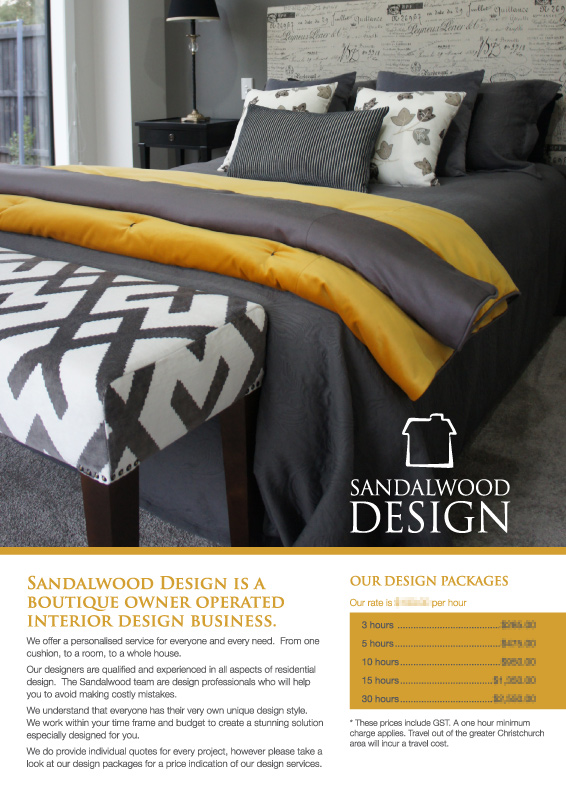 SANDALWOOD
DESIGN
Sandalwood Design is a
boutique owner operated
interior design business.
We offer a personalised service for everyone and every need. From one
cushion, to a room, to a whole house.
Our designers are qualified and experienced in all aspects of residential
design. The Sandalwood team are design professionals who will help
you to avoid making costly mistakes.
We understand that everyone has their very own unique design style.
We work within your time frame and budget to create a stunning solution
especially designed for you.
We do provide individual quotes for every project, however please take a
look at our design packages for a price indication of our design services.
OUR DESIGN PACKAGES
Our rate is per hour
3 hours
5 hours
10 hours
15 hours
30 hours
* These prices include GST. A one hour minimum
charge applies. Travel out of the greater Christchurch
area will incur a travel cost.